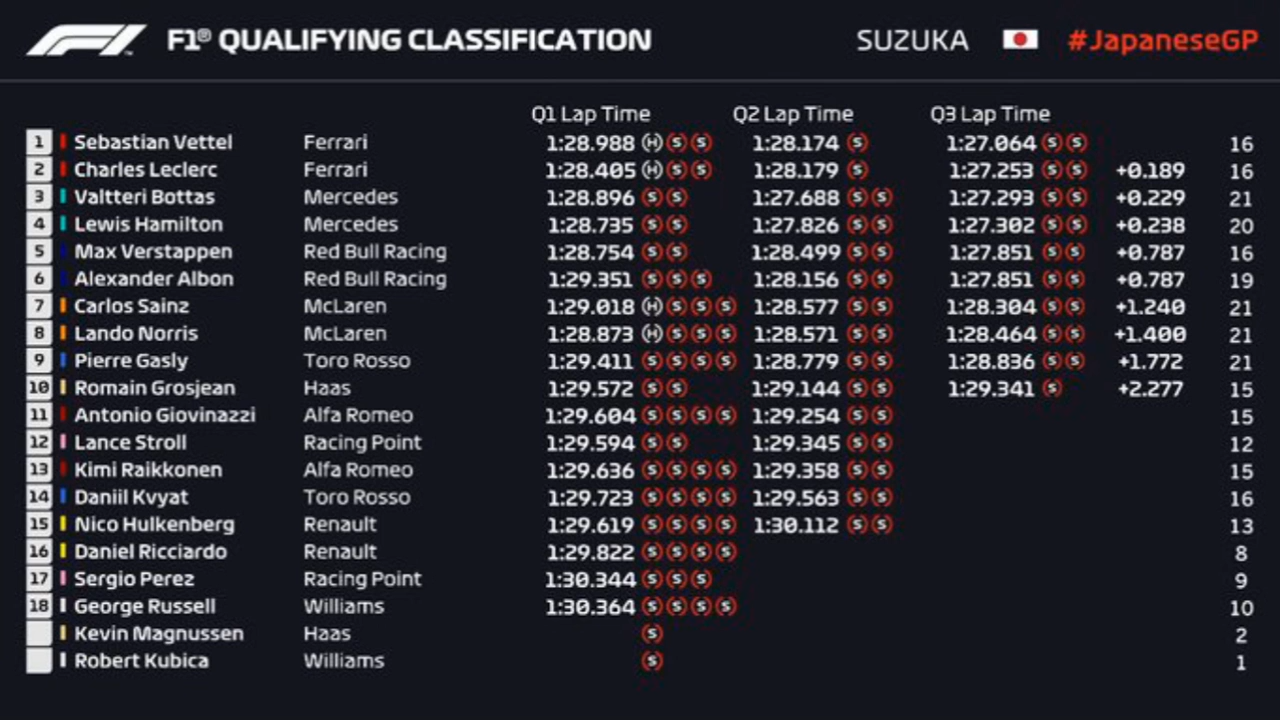 F1® QUALIFYING CLASSIFICATION SUZUKA #JapaneseGP
Q1 Lap Time Q2 Lap Time Q3 Lap Time
1 Sebastian Vettel Ferrari 1:28.988 H S S 1:28.174 S 1:27.064 S S 16
2 Charles Leclerc Ferrari 1:28.405 H S S 1:28.179 S 1:27.253 S S +0.189 16
3 Valtteri Bottas Mercedes 1:28.896 S S 1:27.688 S S 1:27.293 S S +0.229 21
4 Lewis Hamilton Mercedes 1:28.735 S S 1:27.826 S S 1:27.302 S S +0.238 20
5 Max Verstappen Red Bull Racing 1:28.754 S S 1:28.499 S S 1:27.851 S S +0.787 16
6 Alexander Albon Red Bull Racing 1:29.351 S S S 1:28.156 S S 1:27.851 S S +0.787 19
7 Carlos Sainz McLaren 1:29.018 H S S S 1:28.577 S S 1:28.304 S S +1.240 21
8 Lando Norris McLaren 1:28.873 H S S S 1:28.571 S S 1:28.464 S S +1.400 21
9 Pierre Gasly Toro Rosso 1:29.411 S S S S 1:28.779 S S 1:28.836 S S +1.772 21
10 Romain Grosjean Haas 1:29.572 S S 1:29.144 S S 1:29.341 S +2.277 15
11 Antonio Giovinazzi Alfa Romeo 1:29.604 S S S S 1:29.254 S S 15
12 Lance Stroll Racing Point 1:29.594 S S 1:29.345 S S 12
13 Kimi Raikkonen Alfa Romeo 1:29.636 S S S S 1:29.358 S S 15
14 Daniil Kvyat Toro Rosso 1:29.723 S S S S 1:29.563 S S 16
15 Nico Hulkenberg Renault 1:29.619 S S S S 1:30.112 S S 13
16 Daniel Ricciardo Renault 1:29.822 S S S S 8
17 Sergio Perez Racing Point 1:30.344 S S S 9
18 George Russell Williams 1:30.364 S S S S 10
Kevin Magnussen Haas S 2
Robert Kubica Williams S 1